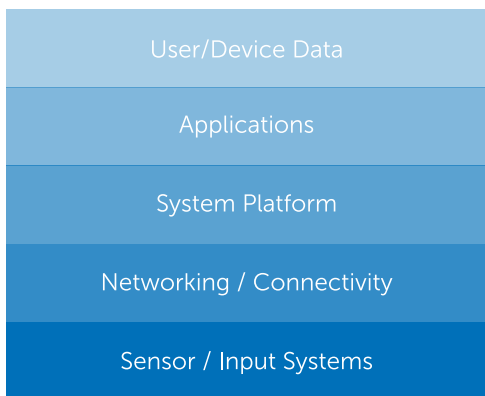 User/Device Data
Applications
System Platform
Networking / Connectivity
Sensor / Input Systems